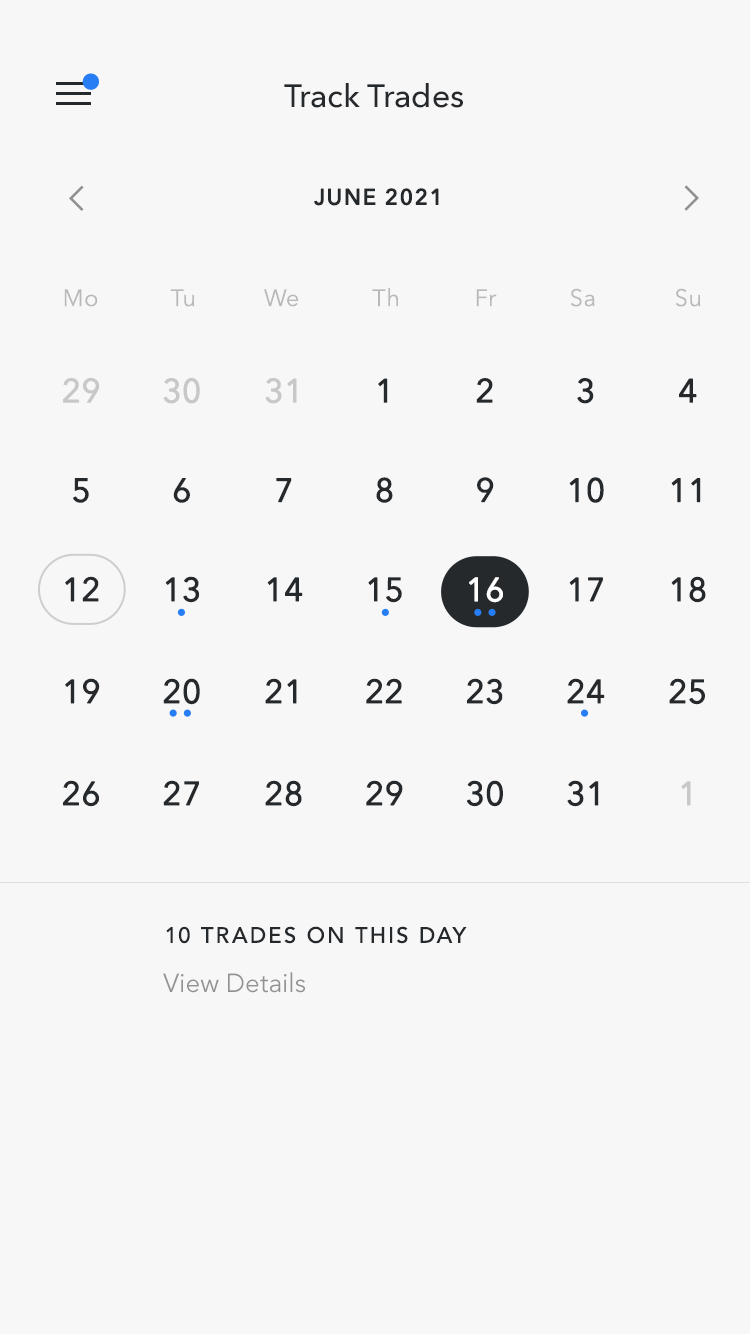 Track Trades
JUNE 2021
Mo Tu We Th Fr Sa Su
29 30 31 1 2 3 4
5 6 7 8 9 10 11
12 13 14 15 16 17 18
19 20 21 22 23 24 25
26 27 28 29 30 31 1
10 TRADES ON THIS DAY
View Details